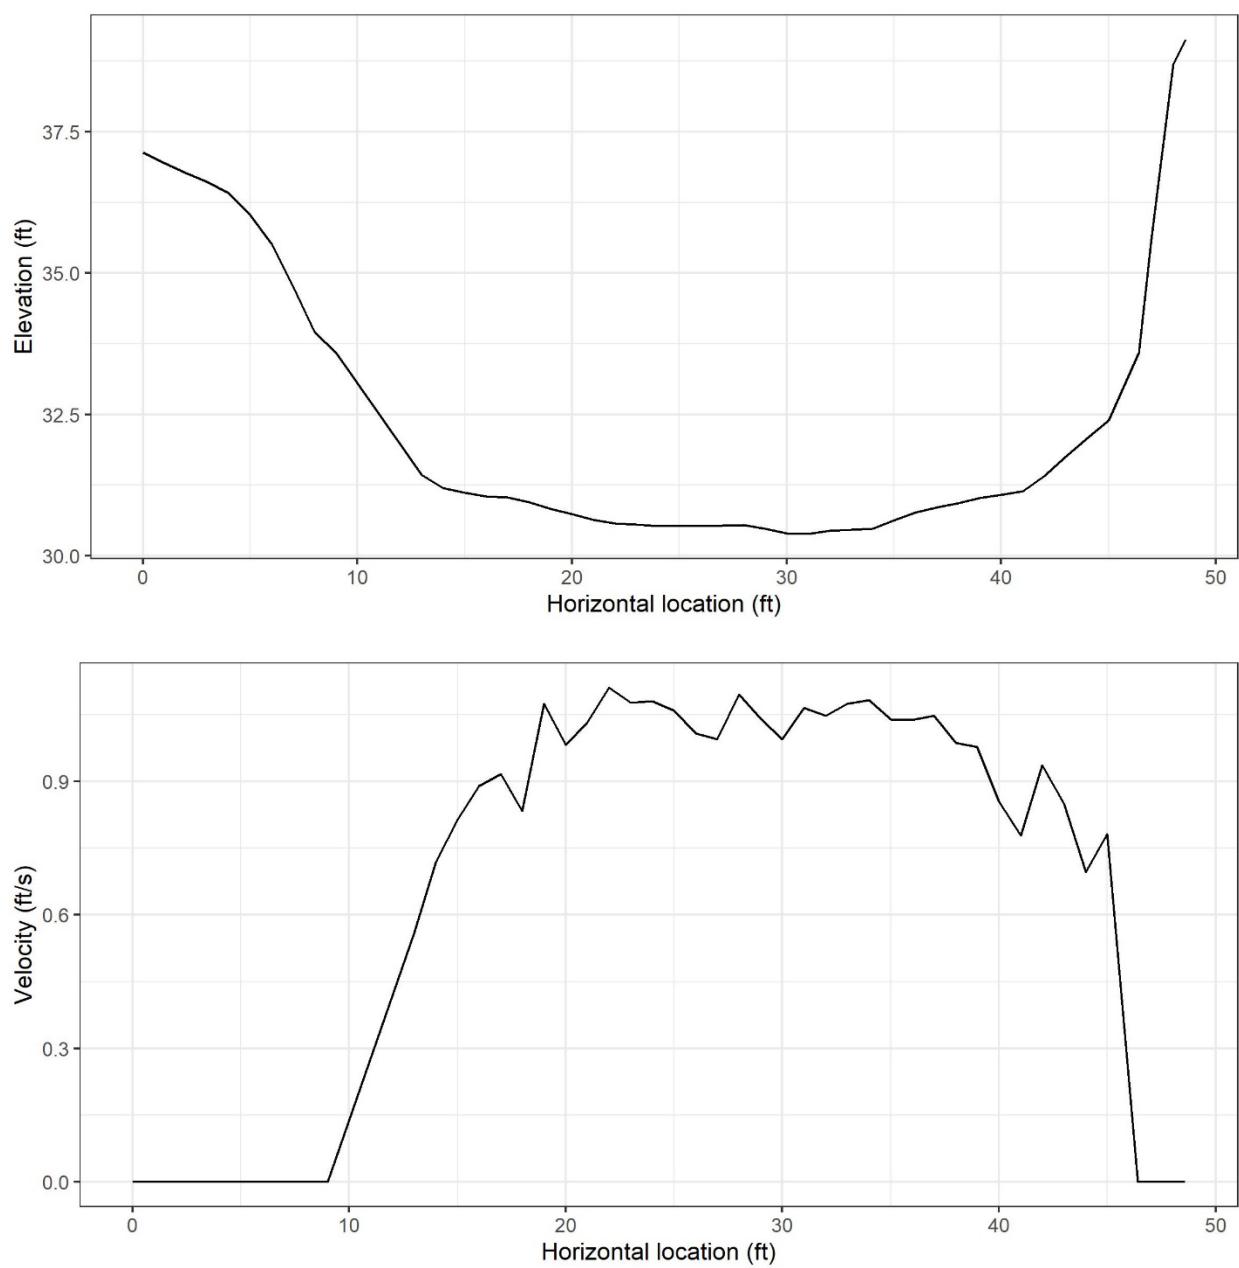 37.5
35.0
32.5
30.0
Elevation (ft)
0 10 20 30 40 50
Horizontal location (ft)
0.9
0.6
0.3
0.0
Velocity (ft/s)
0 10 20 30 40 50
Horizontal location (ft)